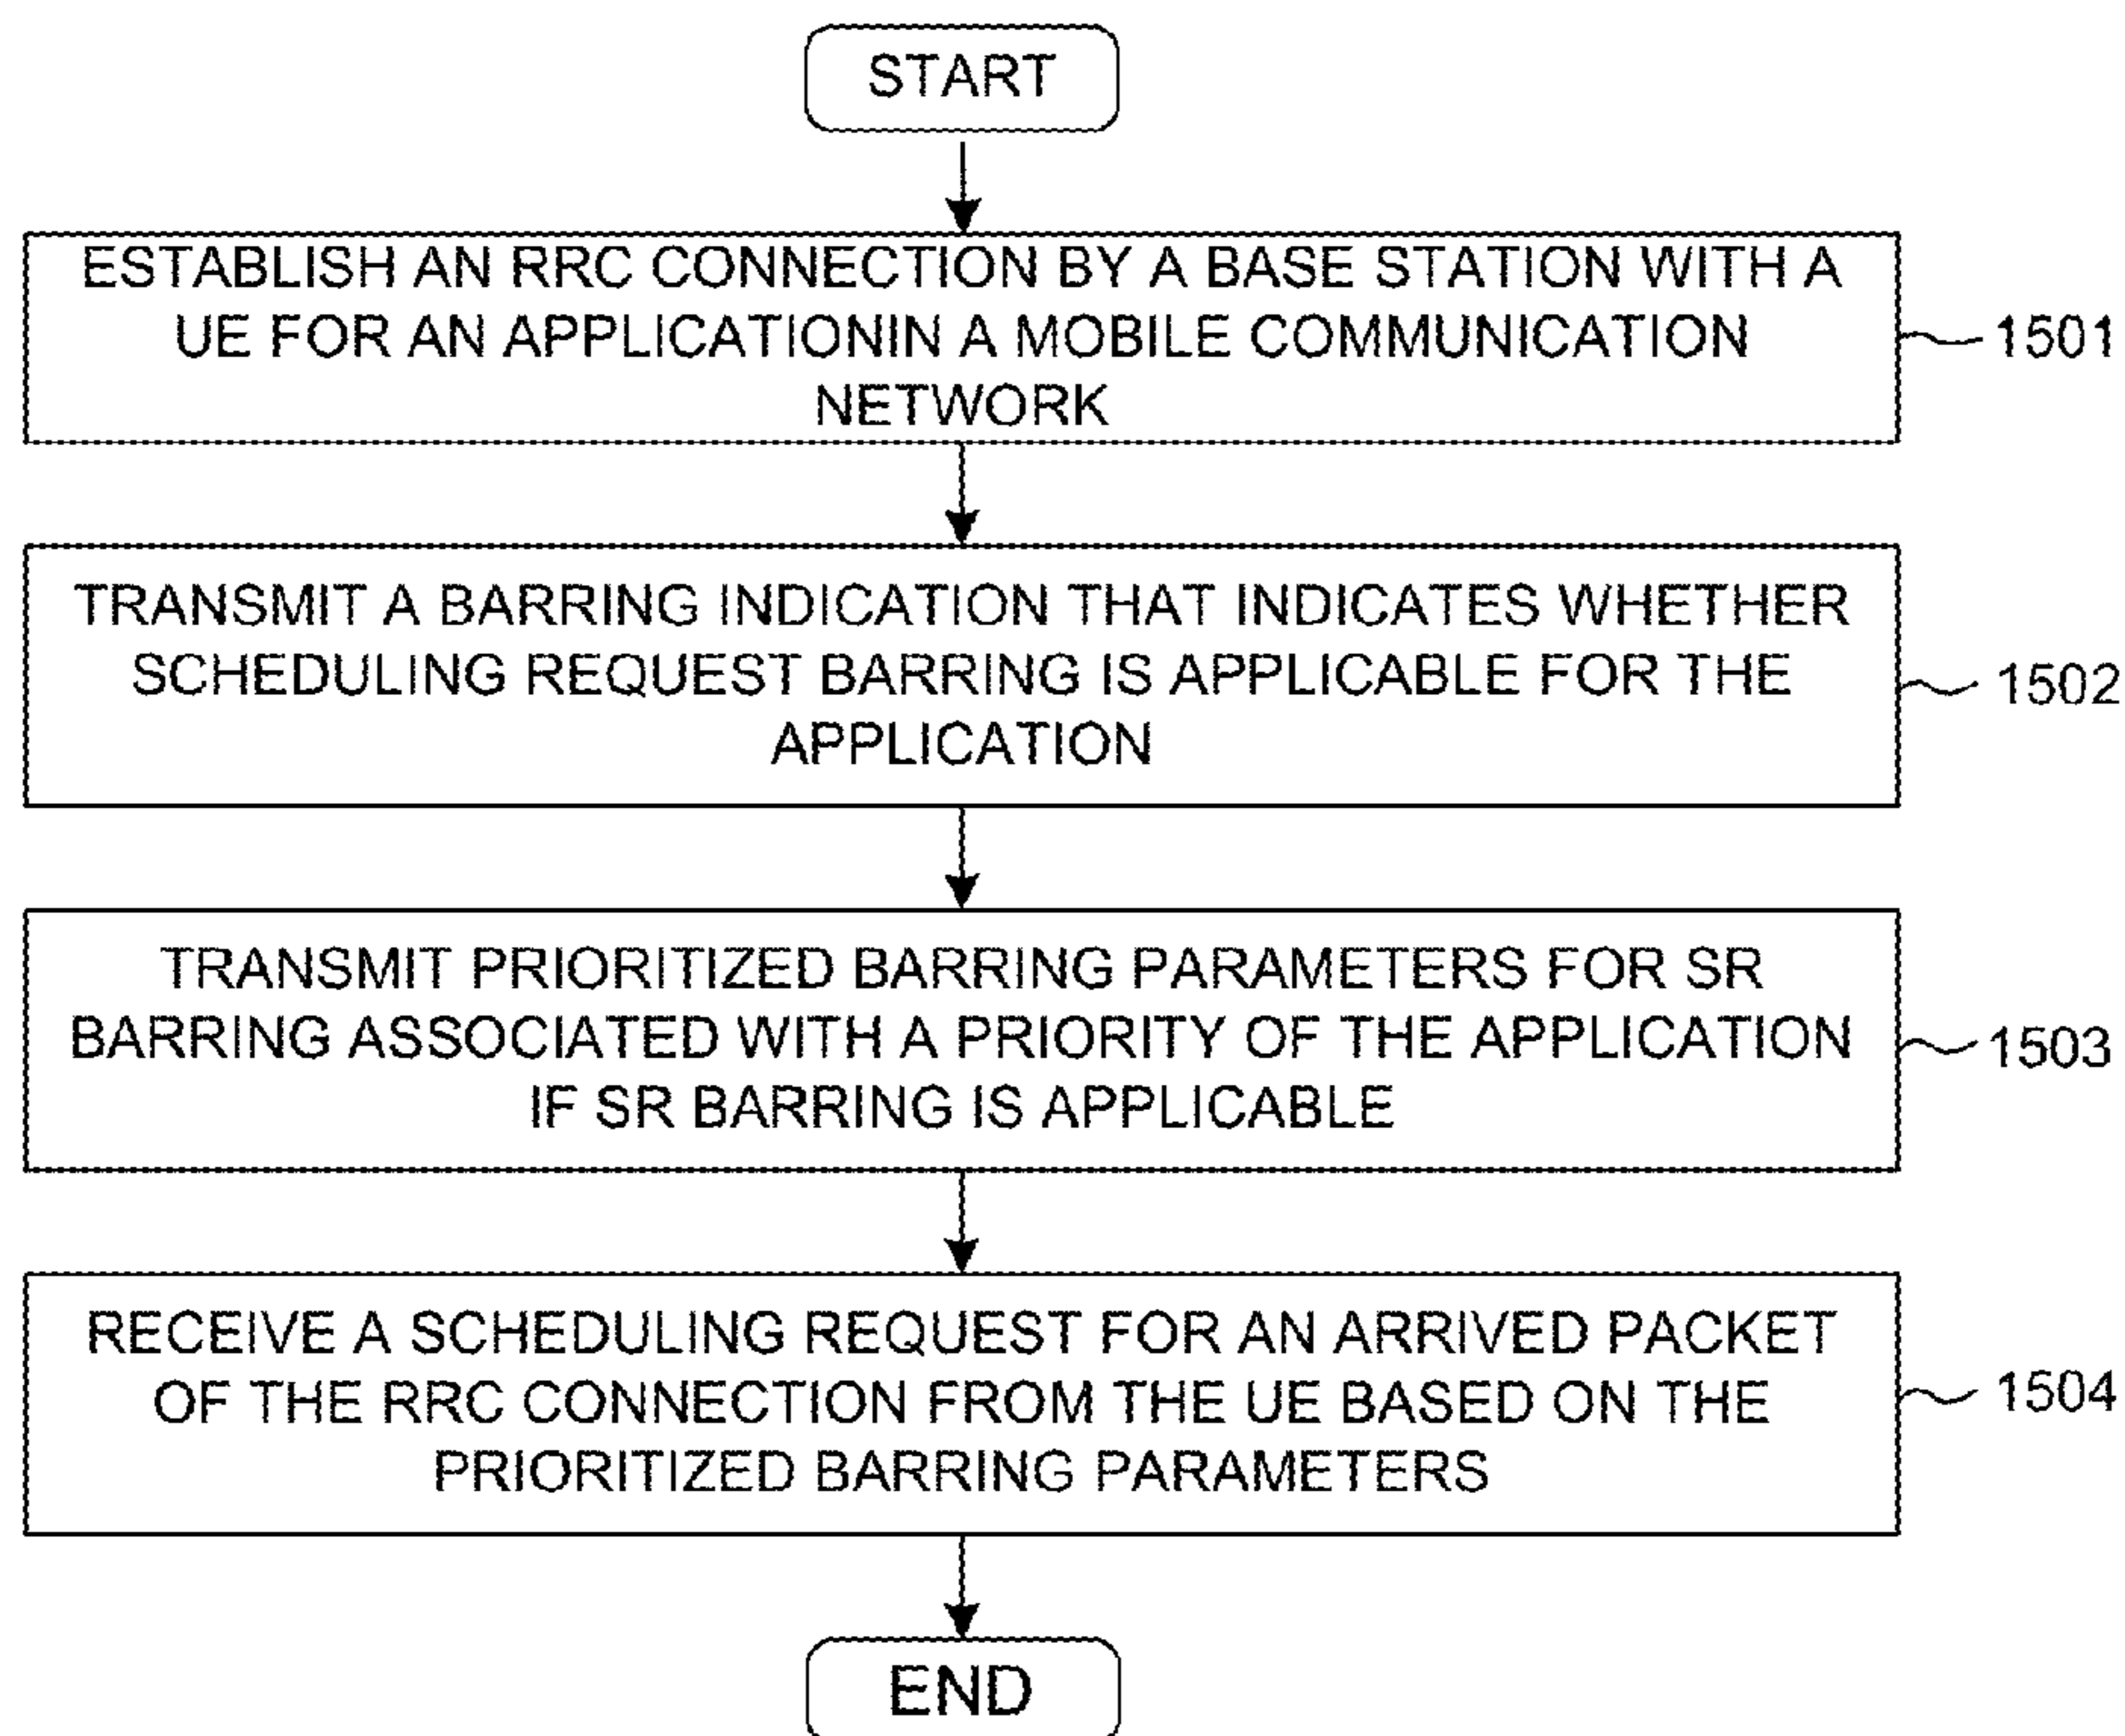 START
ESTABLISH AN RRC CONNECTION BY A BASE STATION WITH A
UE FOR AN APPLICATIONIN A MOBILE COMMUNICATION
NETWORK
1501
TRANSMIT A BARRING INDICATION THAT INDICATES WHETHER
SCHEDULING REQUEST BARRING IS APPLICABLE FOR THE
APPLICATION
1502
TRANSMIT PRIORITIZED BARRING PARAMETERS FOR SR
BARRING ASSOCIATED WITH A PRIORITY OF THE APPLICATION
IF SR BARRING IS APPLICABLE
1503
RECEIVE A SCHEDULING REQUEST FOR AN ARRIVED PACKET
OF THE RRC CONNECTION FROM THE UE BASED ON THE
PRIORITIZED BARRING PARAMETERS
1504
END